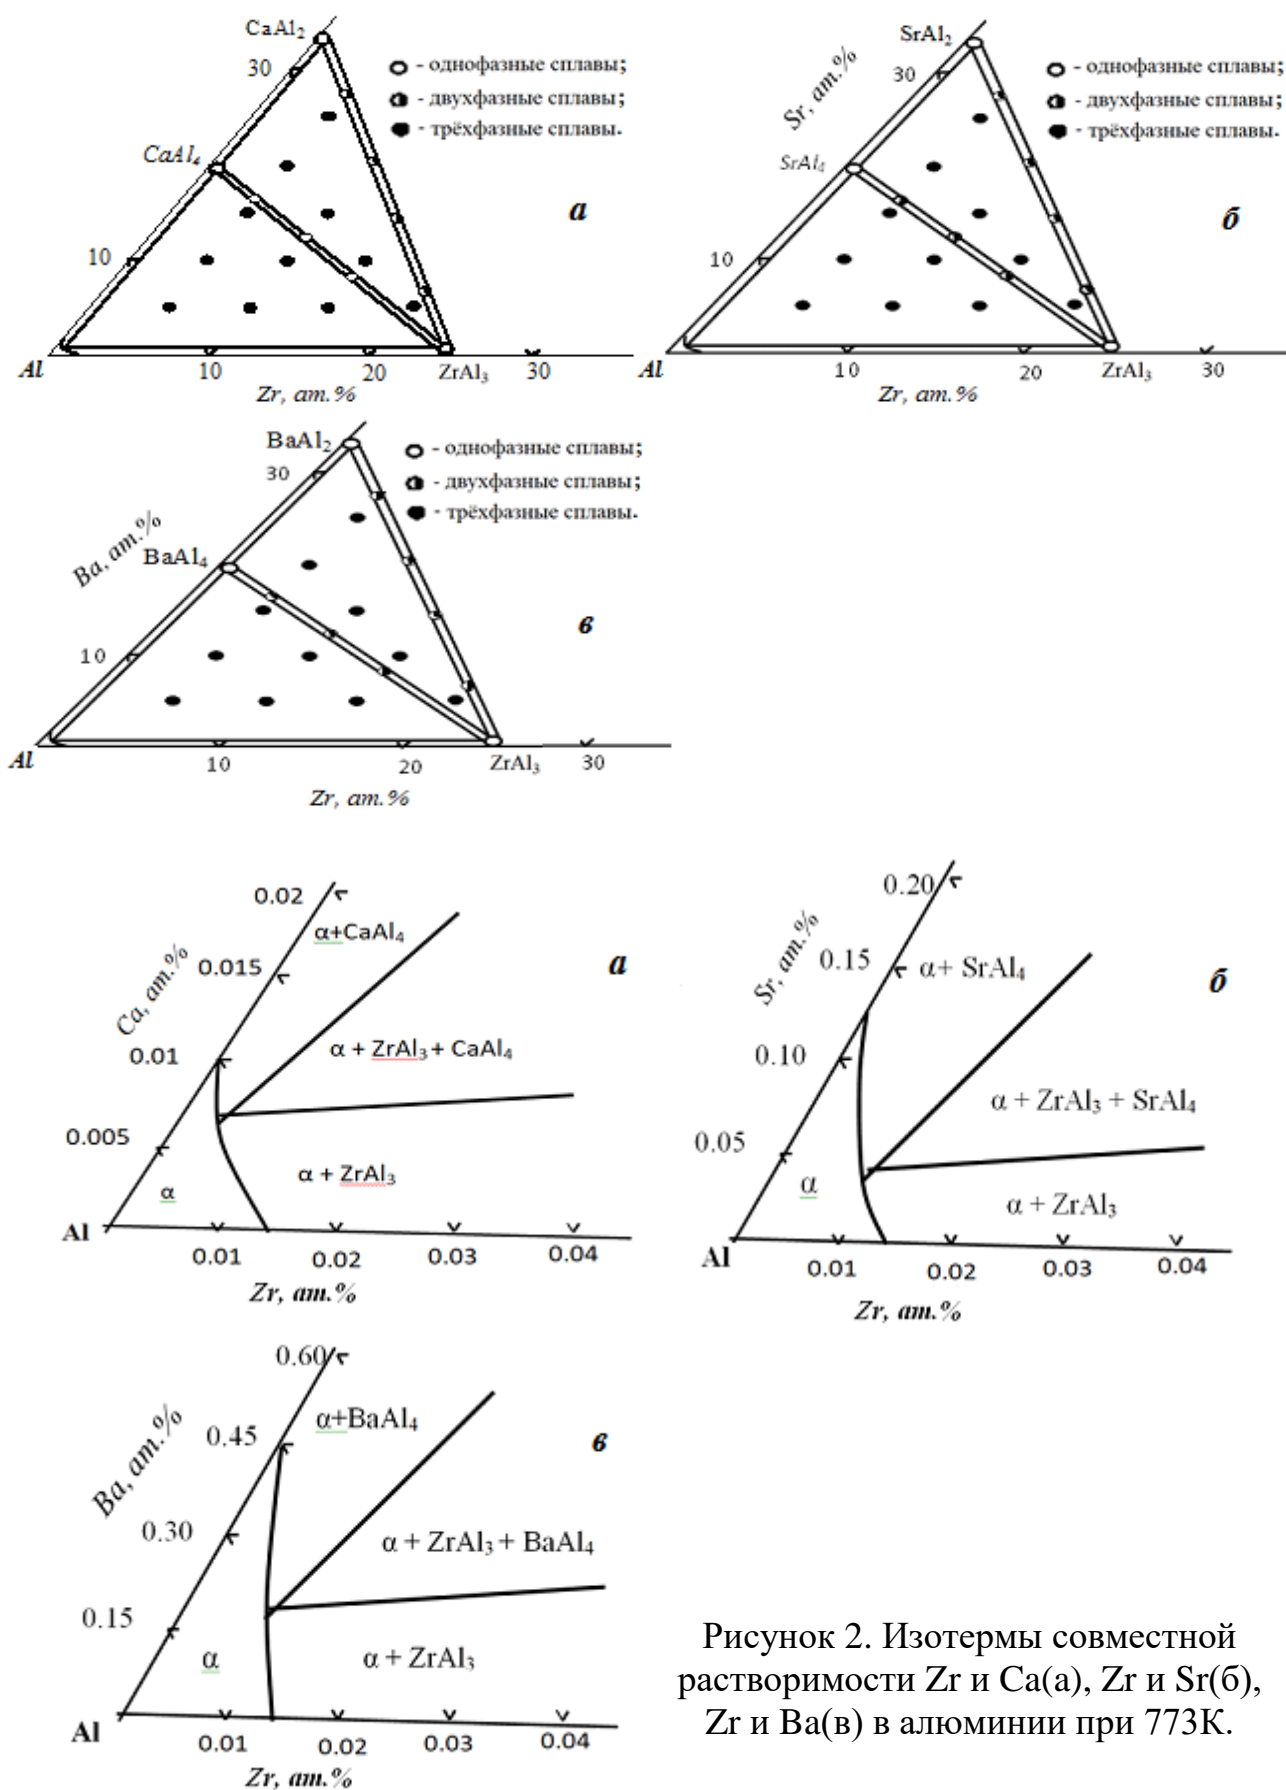 CaAl₂
30
○ - однофазные сплавы;
◑ - двухфазные сплавы;
● - трёхфазные сплавы.
CaAl₄
а
10
Al
10
20
ZrAl₃
30
Zr, ат.%
SrAl₂
30
Sr, ат.%
○ - однофазные сплавы;
◑ - двухфазные сплавы;
● - трёхфазные сплавы.
SrAl₄
б
10
Al
10
20
ZrAl₃
30
Zr, ат.%
BaAl₂
30
○ - однофазные сплавы;
◑ - двухфазные сплавы;
● - трёхфазные сплавы.
Ba, ат.%
BaAl₄
в
10
Al
10
20
ZrAl₃
30
Zr, ат.%
0.02
α+CaAl₄
Ca, ат.%
0.015
а
0.01
α + ZrAl₃ + CaAl₄
0.005
α
α + ZrAl₃
Al
0.01
0.02
0.03
0.04
Zr, ат.%
0.20
Sr, ат.%
0.15
α+ SrAl₄
б
0.10
α + ZrAl₃ + SrAl₄
0.05
α
α + ZrAl₃
Al
0.01
0.02
0.03
0.04
Zr, ат.%
0.60
α+BaAl₄
Ba, ат.%
0.45
в
0.30
α + ZrAl₃ + BaAl₄
0.15
α
α + ZrAl₃
Al
0.01
0.02
0.03
0.04
Zr, ат.%
Рисунок 2. Изотермы совместной
растворимости Zr и Ca(а), Zr и Sr(б),
Zr и Ba(в) в алюминии при 773К.